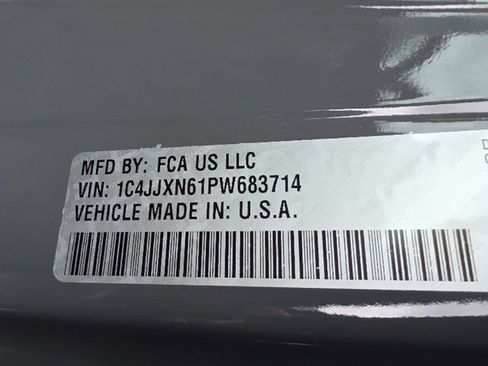 MFD BY: FCA US LLC
VIN: 1C4JJXN61PW683714
VEHICLE MADE IN: U.S.A.